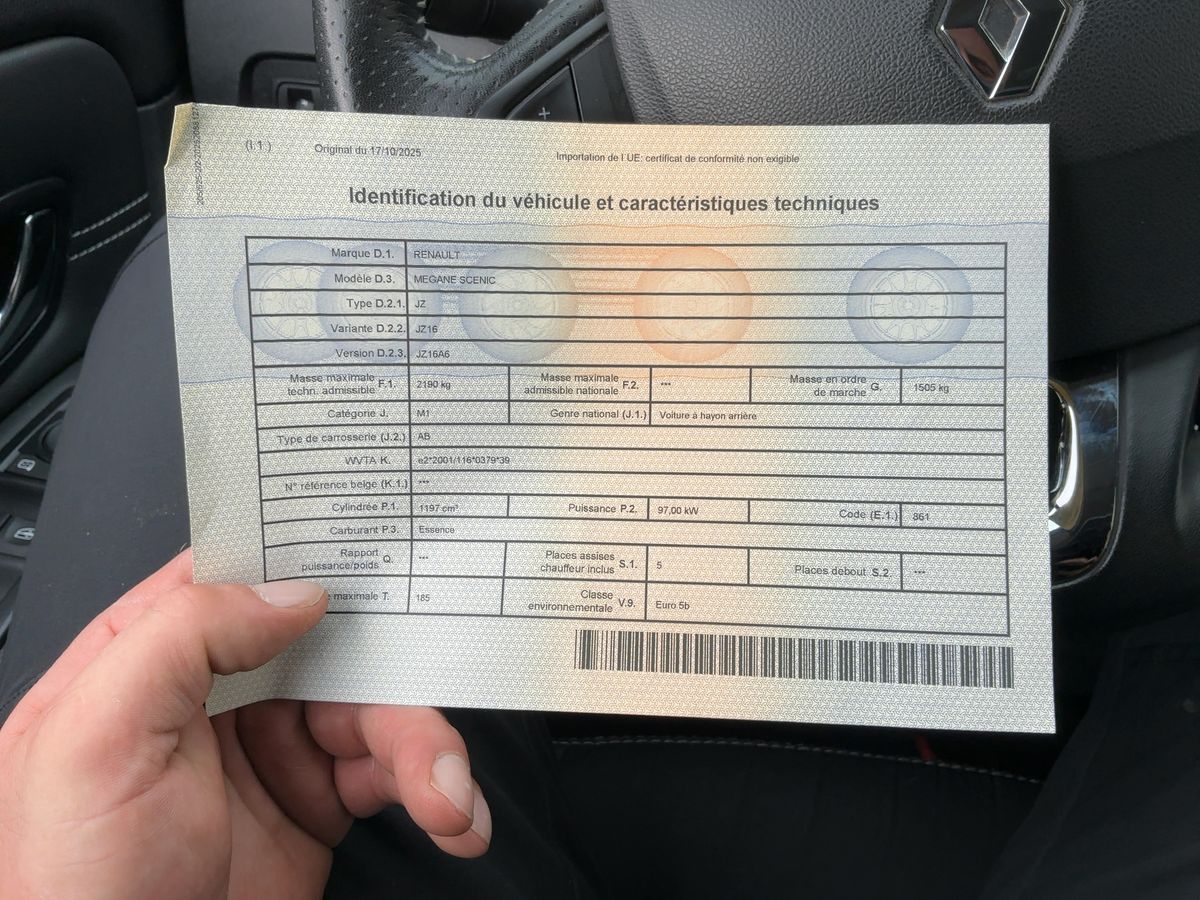 (I.1.) Original du 17/10/2025 Importation de l´UE: certificat de conformité non exigible
Identification du véhicule et caractéristiques techniques
Marque D.1. RENAULT
Modèle D.3. MEGANE SCENIC
Type D.2.1. JZ
Variante D.2.2. JZ16
Version D.2.3. JZ16A6
Masse maximale techn. admissible F.1. 2190 kg Masse maximale admissible nationale F.2. *** Masse en ordre de marche G. 1505 kg
Catégorie J. M1 Genre national (J.1.) Voiture à hayon arrière
Type de carrosserie (J.2.) AB
WVTA K. e2*2001/116*0379*39
N° référence belge (K.1.) ***
Cylindrée P.1. 1197 cm³ Puissance P.2. 97,00 kW Code (E.1.) 861
Carburant P.3. Essence
Rapport puissance/poids Q. *** Places assises chauffeur inclus S.1. 5 Places debout S.2. ***
maximale T. 185 Classe environnementale V.9. Euro 5b